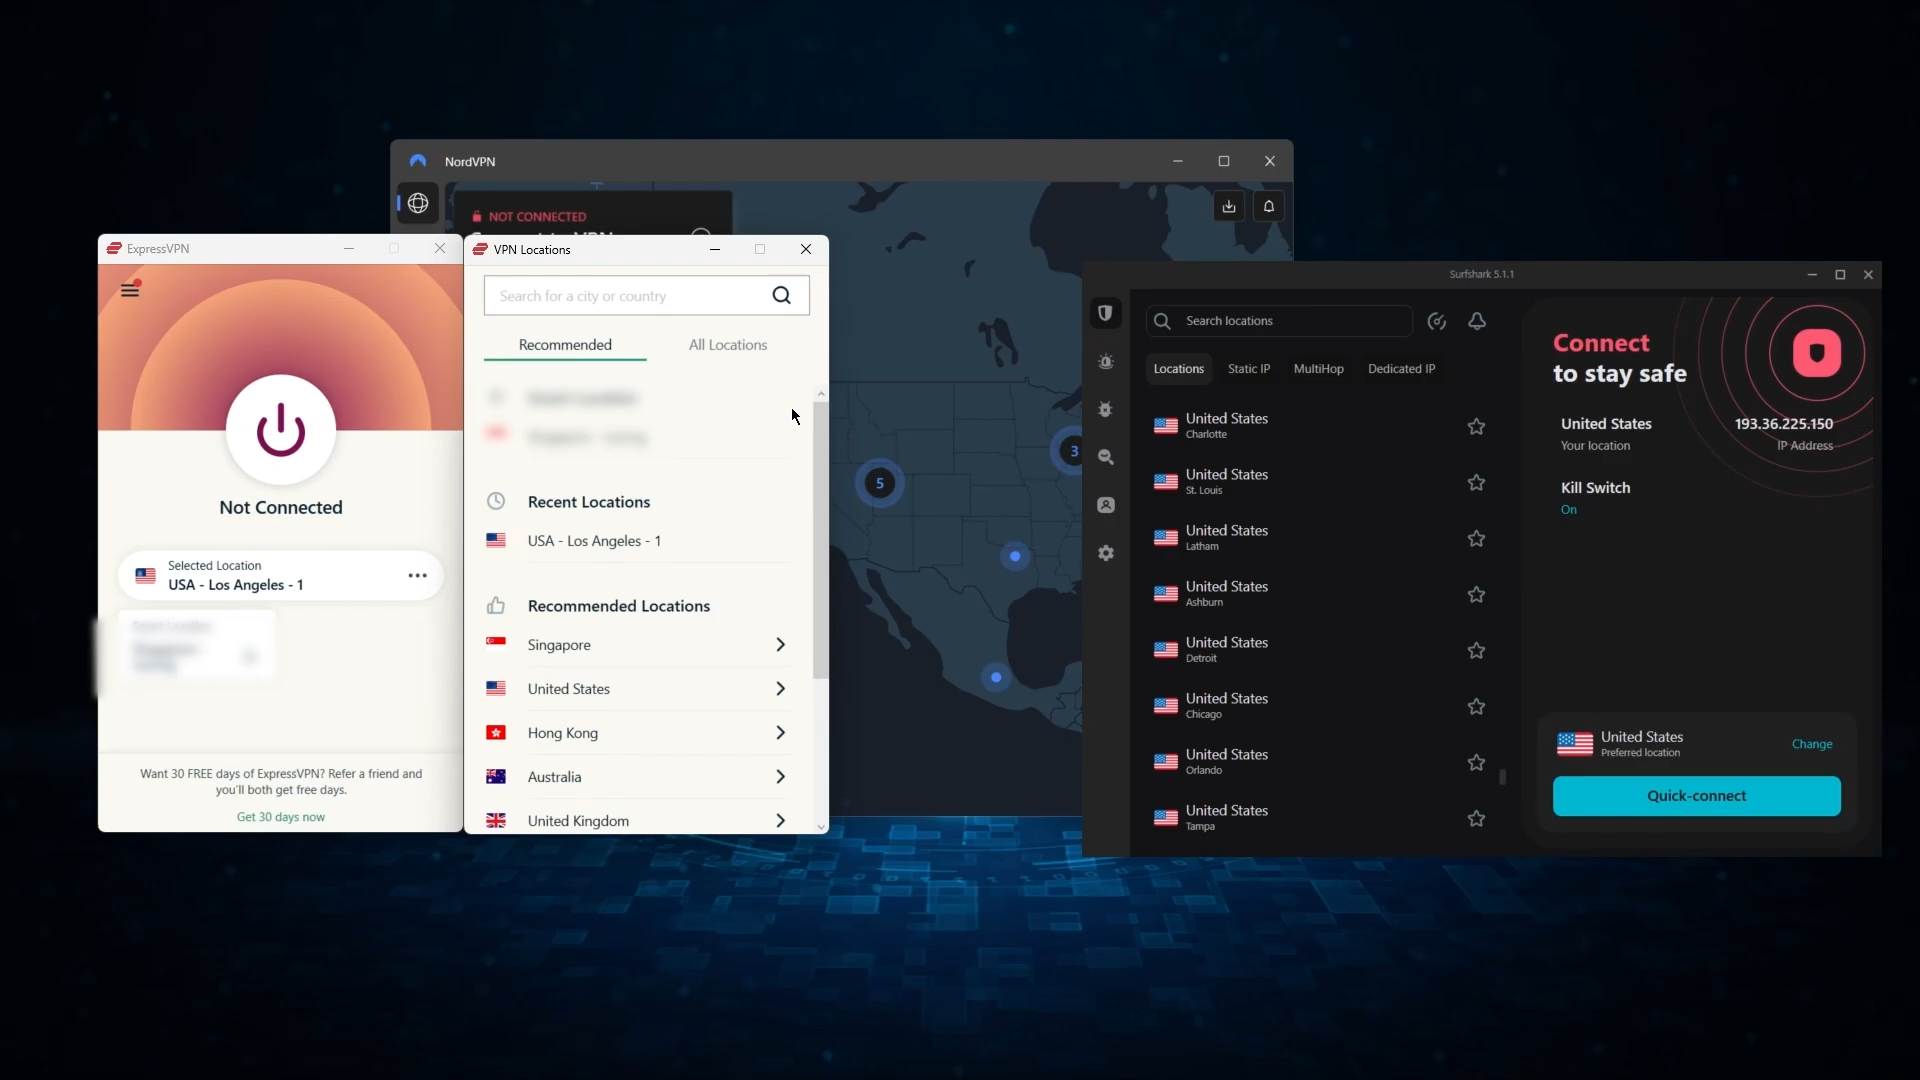 NordVPN
NOT CONNECTED
ExpressVPN
Not Connected
Selected Location
USA - Los Angeles - 1
Want 30 FREE days of ExpressVPN? Refer a friend and
you'll both get free days.
Get 30 days now
VPN Locations
Search for a city or country
Recommended
All Locations
Recent Locations
USA - Los Angeles - 1
Recommended Locations
Singapore
United States
Hong Kong
Australia
United Kingdom
5
3
Surfshark 5.1.1
Search locations
Locations
Static IP
MultiHop
Dedicated IP
United States
Charlotte
United States
St. Louis
United States
Latham
United States
Ashburn
United States
Detroit
United States
Chicago
United States
Orlando
United States
Tampa
Connect
to stay safe
United States
193.36.225.150
Your location
IP Address
Kill Switch
On
United States
Preferred location
Change
Quick-connect